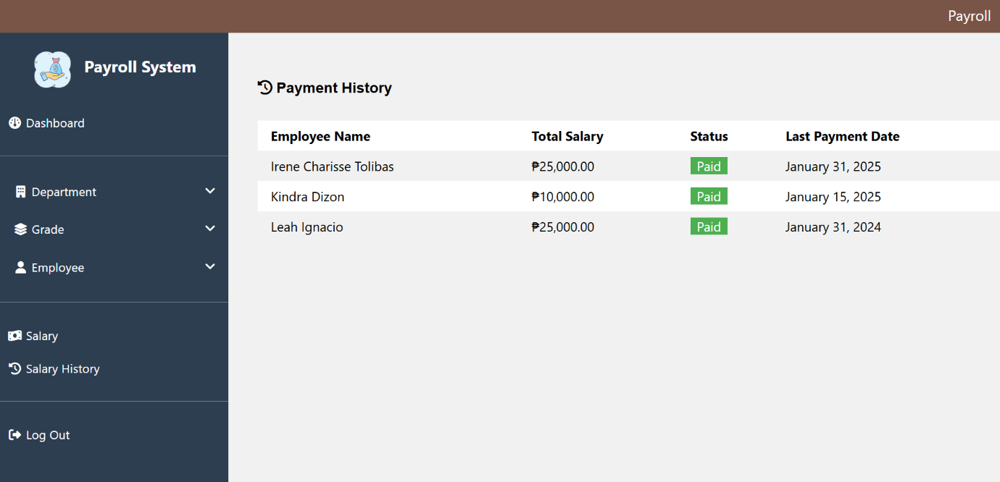 Payroll
Payroll System
Dashboard
Department
Grade
Employee
Salary
Salary History
Log Out
Payment History
Employee Name Total Salary Status Last Payment Date
Irene Charisse Tolibas ₱25,000.00 Paid January 31, 2025
Kindra Dizon ₱10,000.00 Paid January 15, 2025
Leah Ignacio ₱25,000.00 Paid January 31, 2024